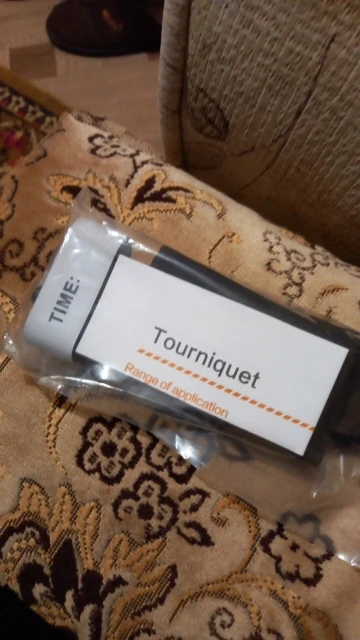 TIME:
Tourniquet
Range of application